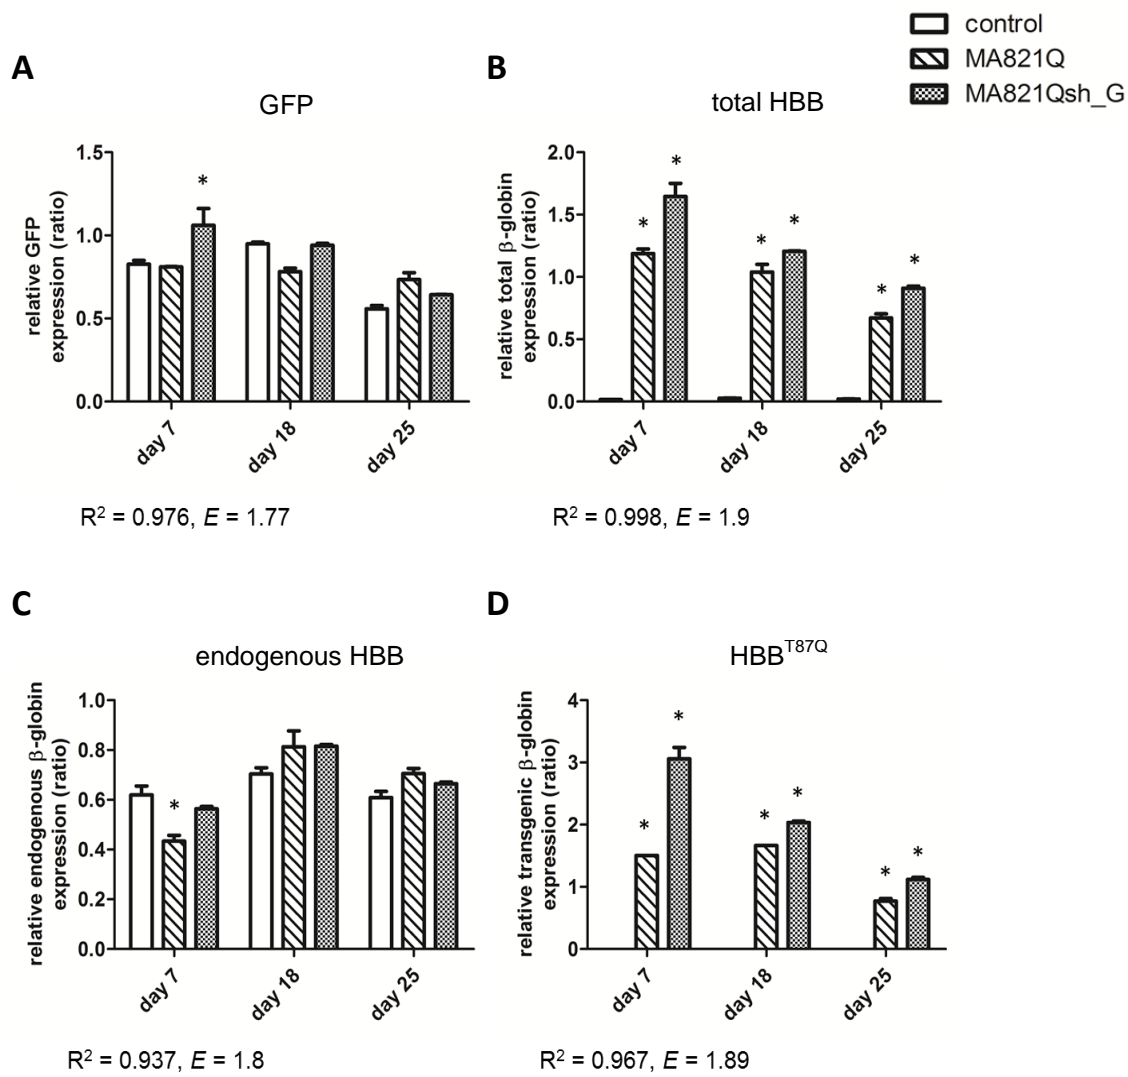 control
MA821Q
MA821Qsh_G
A
GFP
relative GFP
expression (ratio)
1.5
1.0
0.5
0.0
*
day 7
day 18
day 25
R² = 0.976, E = 1.77
B
total HBB
relative total β-globin
expression (ratio)
2.0
1.5
1.0
0.5
0.0
*
*
*
*
*
*
day 7
day 18
day 25
R² = 0.998, E = 1.9
C
endogenous HBB
relative endogenous β-globin
expression (ratio)
1.0
0.8
0.6
0.4
0.2
0.0
*
day 7
day 18
day 25
R² = 0.937, E = 1.8
D
HBB^T87Q
relative transgenic β-globin
expression (ratio)
4
3
2
1
0
*
*
*
*
*
*
day 7
day 18
day 25
R² = 0.967, E = 1.89